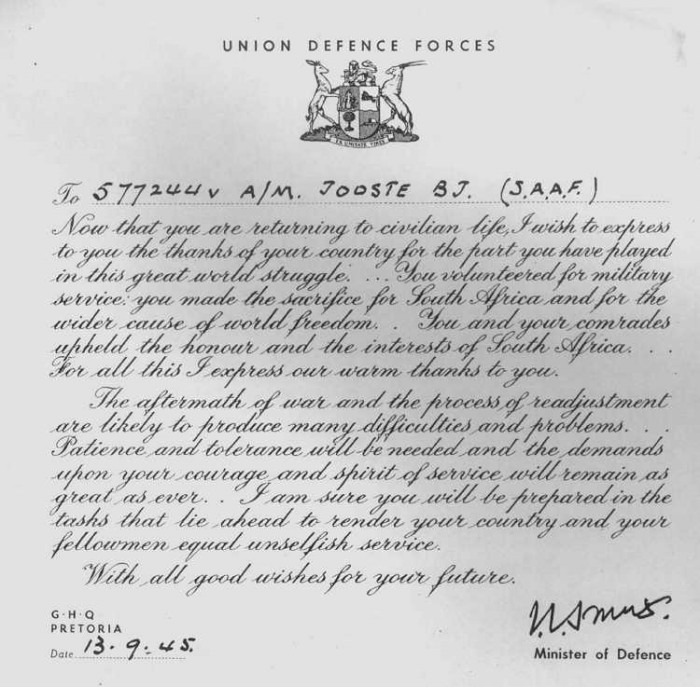 UNION DEFENCE FORCES
EX UNITATE VIRES
To 577244V A/M. JOOSTE BJ. (S.A.A.F.)
Now that you are returning to civilian life, I wish to express
to you the thanks of your country for the part you have played
in this great world struggle. ... You volunteered for military
service: you made the sacrifice for South Africa and for the
wider cause of world freedom. . You and your comrades
upheld the honour and the interests of South Africa. . .
For all this I express our warm thanks to you.
The aftermath of war and the process of readjustment
are likely to produce many difficulties and problems. . .
Patience and tolerance will be needed and the demands
upon your courage and spirit of service will remain as
great as ever. . I am sure you will be prepared in the
tasks that lie ahead to render your country and your
fellowmen equal unselfish service.
With all good wishes for your future.
G·H·Q
PRETORIA
Date 13·9·45.
J.C. Smuts.
Minister of Defence